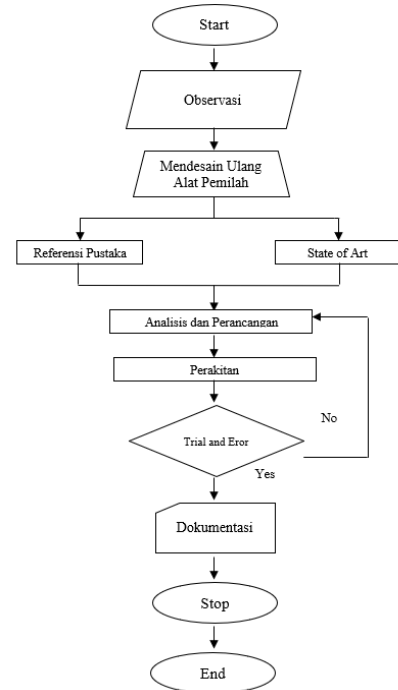 Start
Observasi
Mendesain Ulang
Alat Pemilah
Referensi Pustaka
State of Art
Analisis dan Perancangan
Perakitan
No
Trial and Eror
Yes
Dokumentasi
Stop
End